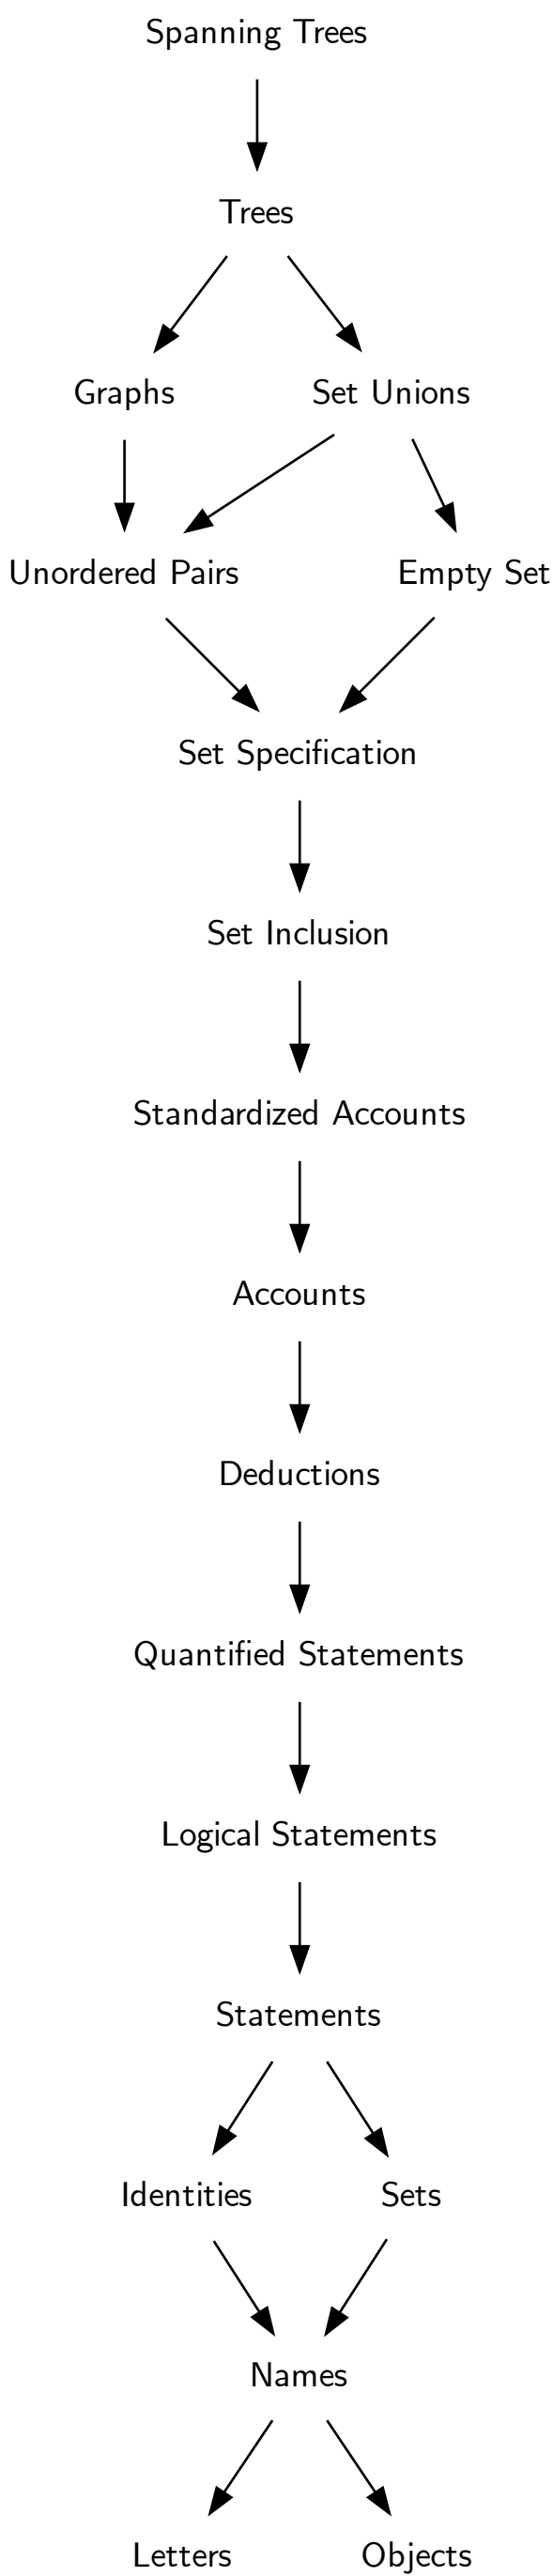 Spanning Trees
Trees
Graphs
Set Unions
Unordered Pairs
Empty Set
Set Specification
Set Inclusion
Standardized Accounts
Accounts
Deductions
Quantified Statements
Logical Statements
Statements
Identities
Sets
Names
Letters
Objects